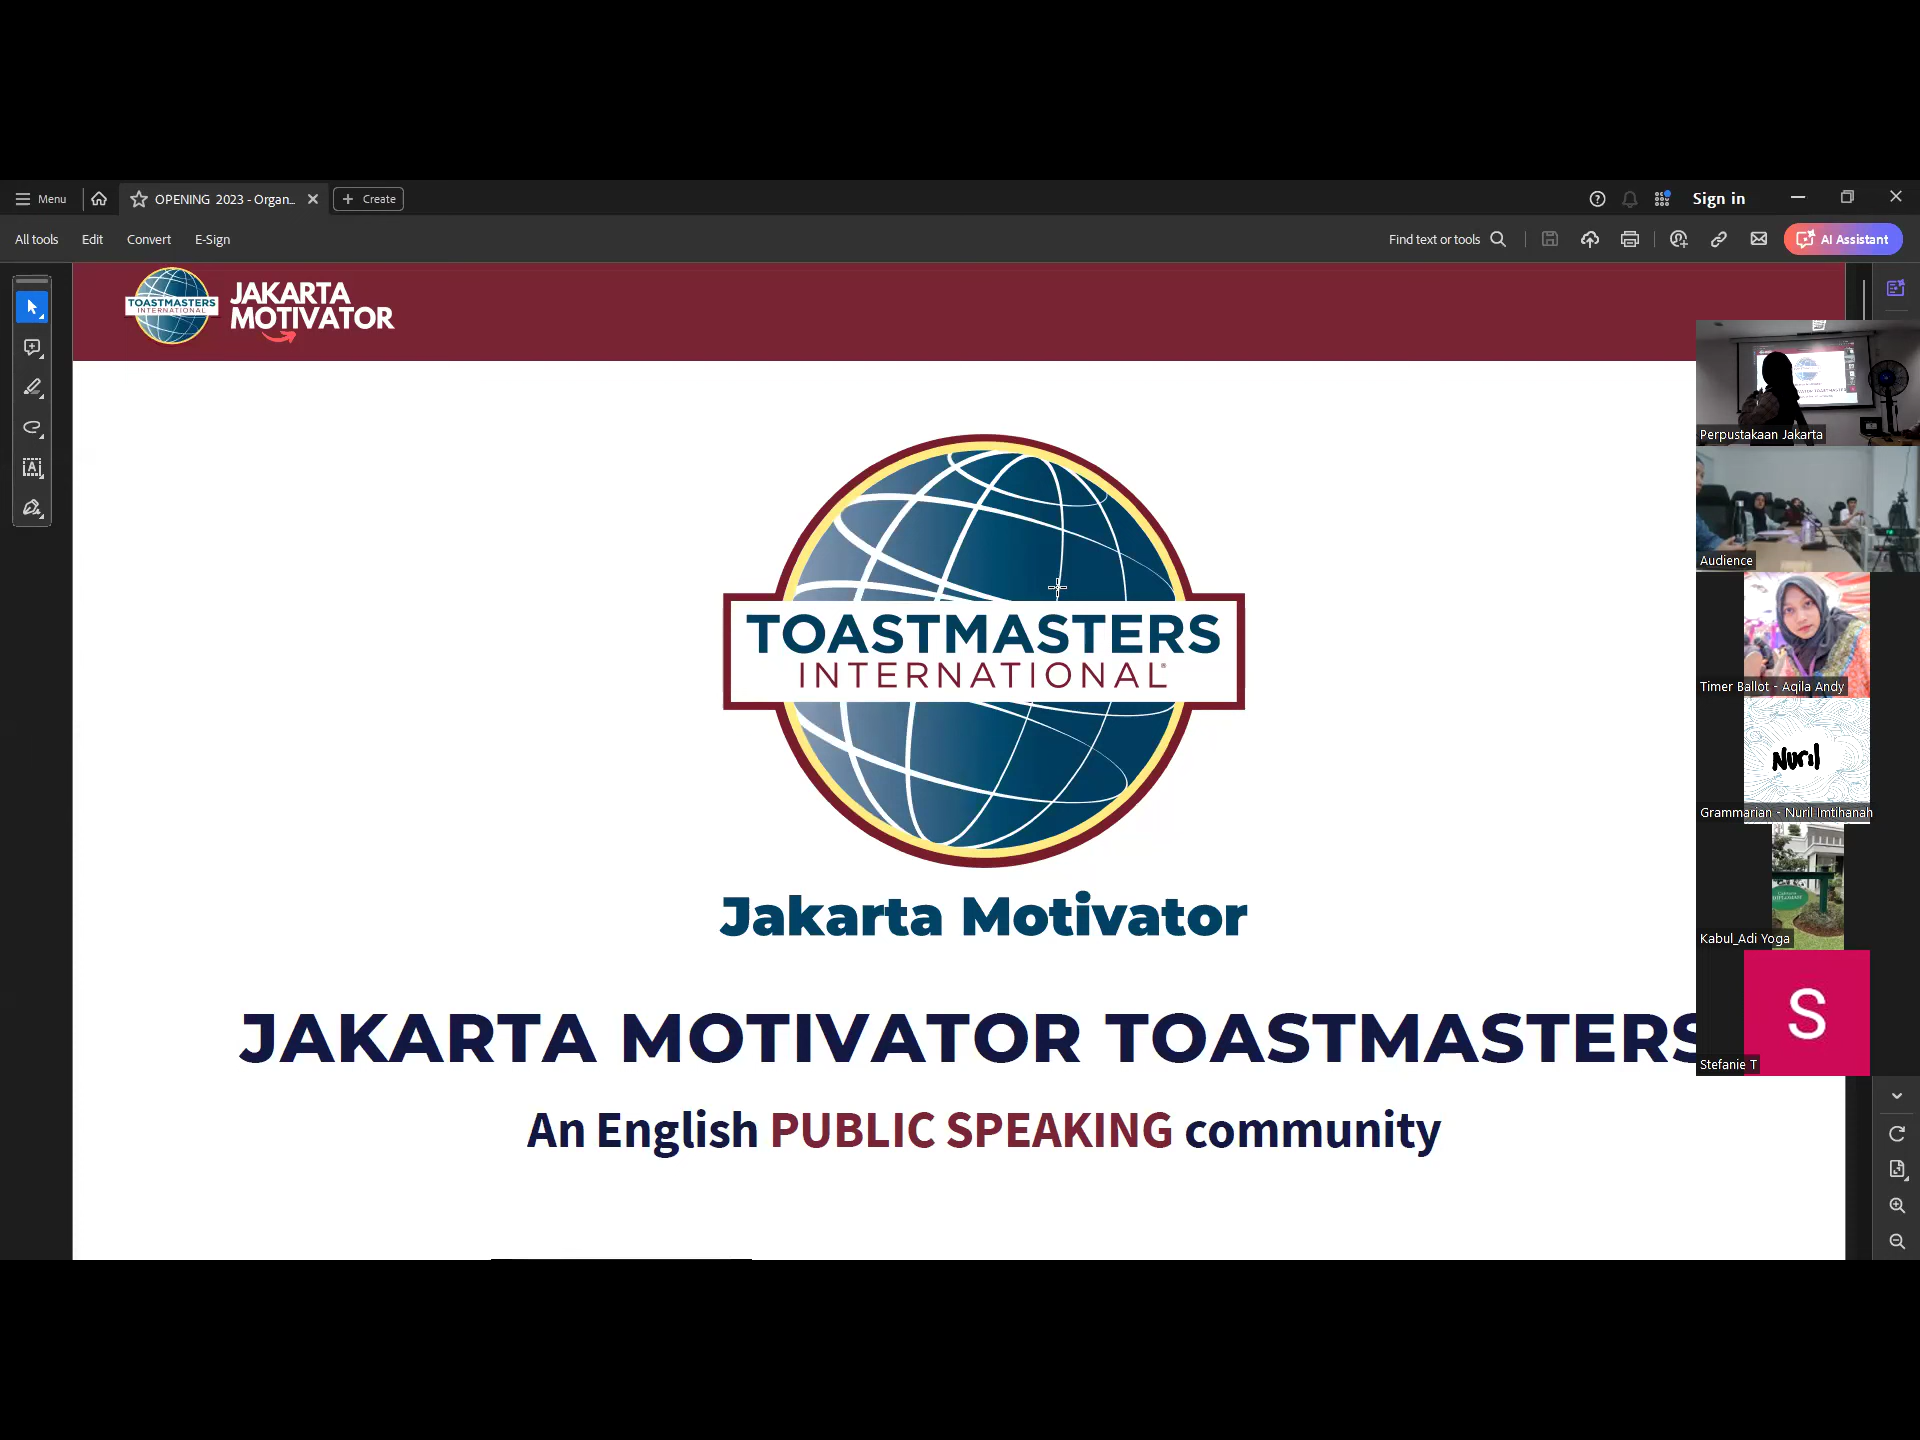 Menu
OPENING 2023 - Organ...
Create
Sign in
All tools
Edit
Convert
E-Sign
Find text or tools
AI Assistant
TOASTMASTERS
INTERNATIONAL
JAKARTA
MOTIVATOR
TOASTMASTERS
INTERNATIONAL
Jakarta Motivator
JAKARTA MOTIVATOR TOASTMASTERS
An English PUBLIC SPEAKING community
Perpustakaan Jakarta
Audience
Timer Ballot - Aqila Andy
Nuril
Grammarian - Nuril Imtihanah
Kabul_Adi Yoga
S
Stefanie T